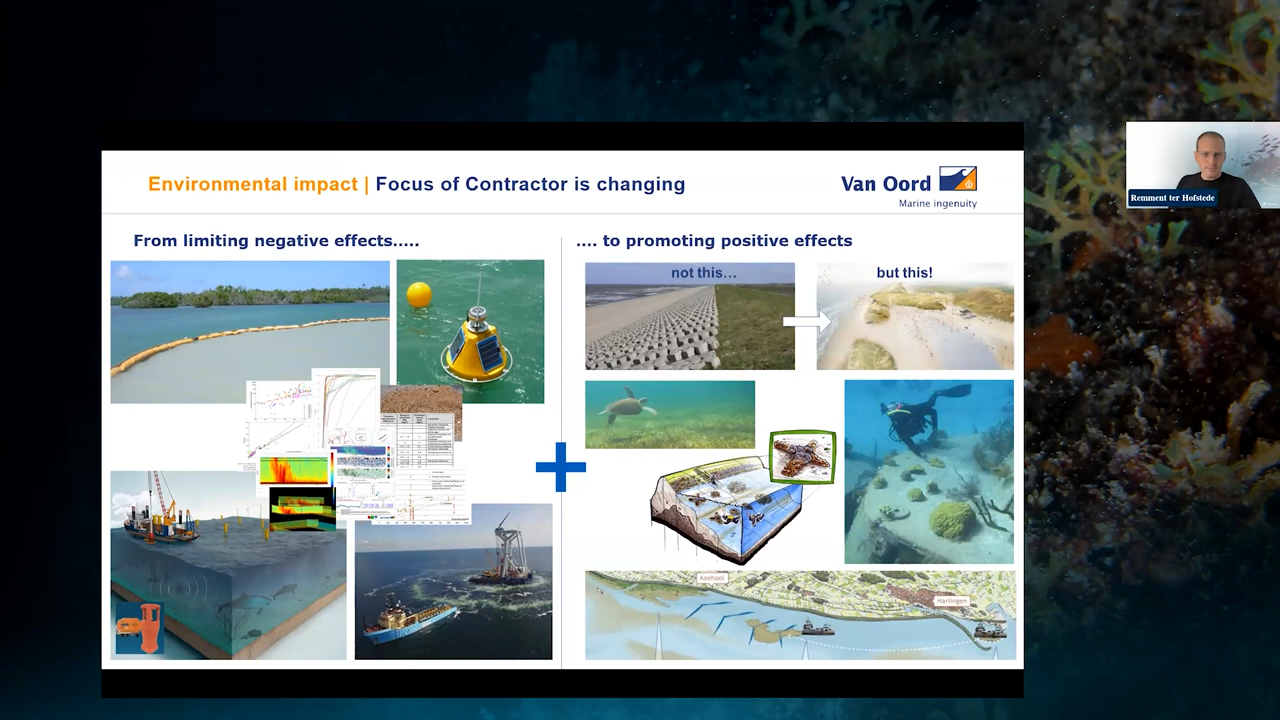 Environmental impact | Focus of Contractor is changing
Van Oord
Marine ingenuity
From limiting negative effects.....
.... to promoting positive effects
not this...
but this!
Koehool
Harlingen
Remment ter Hofstede